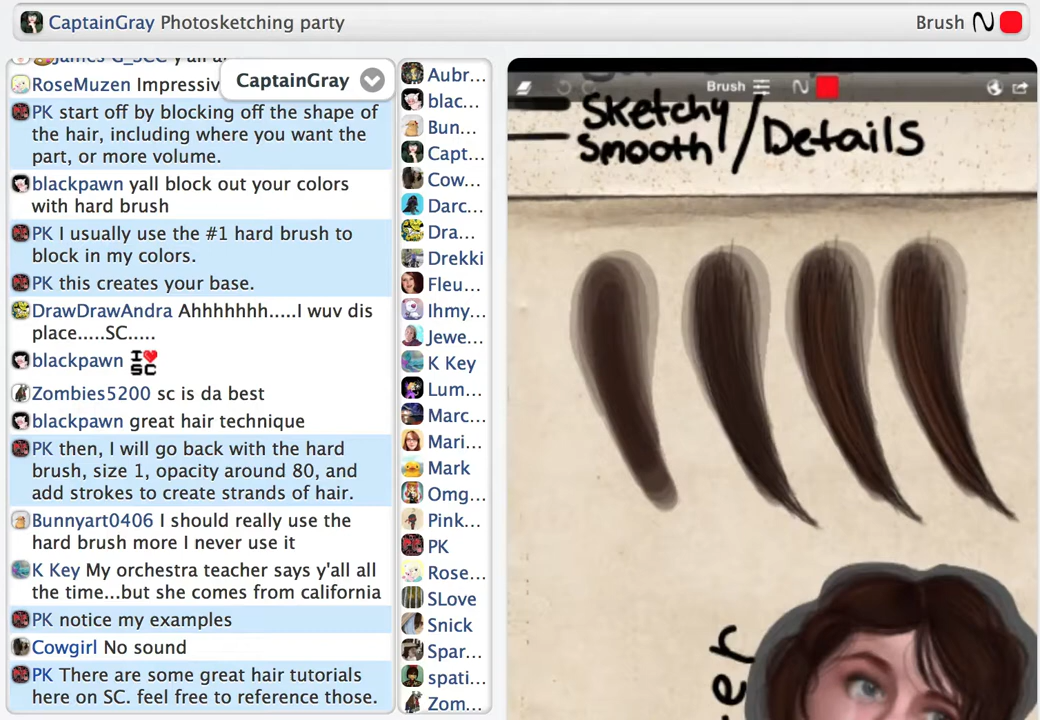 CaptainGray Photosketching party
Brush
James G_SCC y'all a
RoseMuzen Impressiv
CaptainGray
PK start off by blocking off the shape of
the hair, including where you want the
part, or more volume.
blackpawn yall block out your colors
with hard brush
PK I usually use the #1 hard brush to
block in my colors.
PK this creates your base.
DrawDrawAndra Ahhhhhhh.....I wuv dis
place.....SC.....
blackpawn I♥SC
Zombies5200 sc is da best
blackpawn great hair technique
PK then, I will go back with the hard
brush, size 1, opacity around 80, and
add strokes to create strands of hair.
Bunnyart0406 I should really use the
hard brush more I never use it
K Key My orchestra teacher says y'all all
the time...but she comes from california
PK notice my examples
Cowgirl No sound
PK There are some great hair tutorials
here on SC. feel free to reference those.
Aubr...
blac...
Bun...
Capt...
Cow...
Darc...
Dra...
Drekki
Fleu...
Ihmy...
Jewe...
K Key
Lum...
Marc...
Mari...
Mark
Omg...
Pink...
PK
Rose...
SLove
Snick
Spar...
spati...
Zom...
Brush
Sketchy
Smooth / Details
er